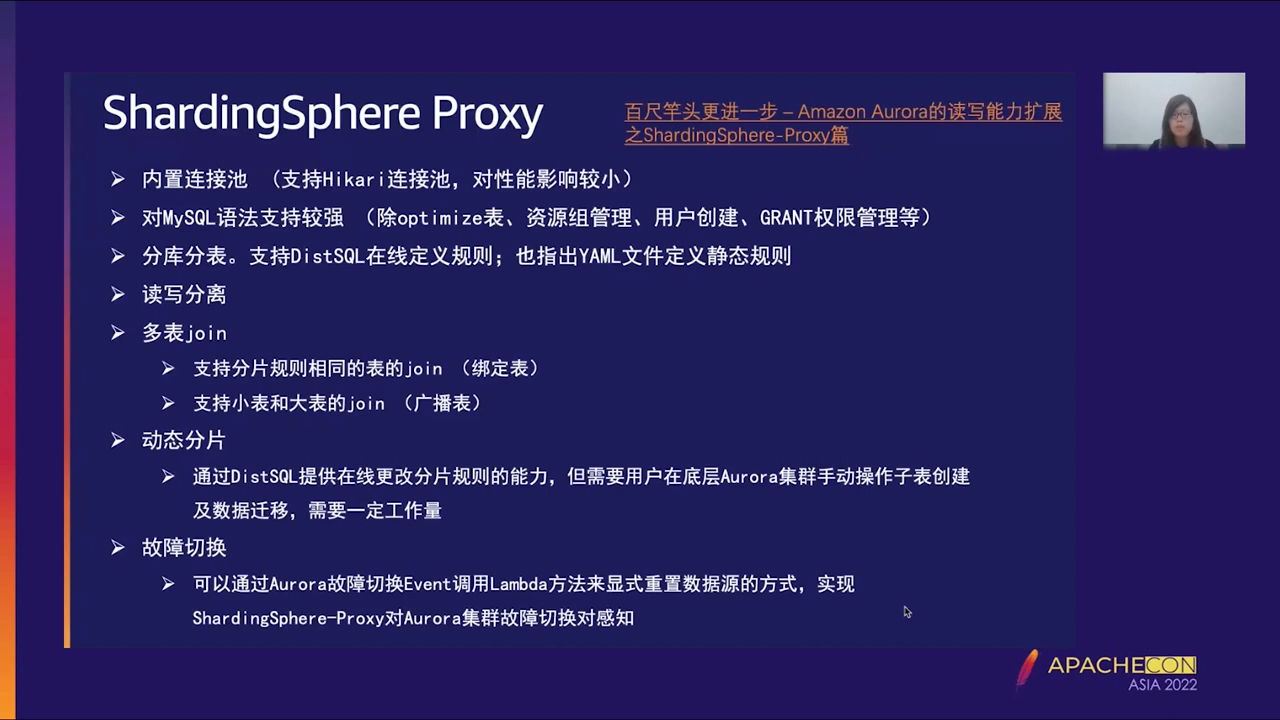 ShardingSphere Proxy
百尺竿头更进一步 – Amazon Aurora的读写能力扩展
之ShardingSphere-Proxy篇
内置连接池 （支持Hikari连接池，对性能影响较小）
对MySQL语法支持较强 （除optimize表、资源组管理、用户创建、GRANT权限管理等）
分库分表。支持DistSQL在线定义规则；也指出YAML文件定义静态规则
读写分离
多表join
支持分片规则相同的表的join （绑定表）
支持小表和大表的join （广播表）
动态分片
通过DistSQL提供在线更改分片规则的能力，但需要用户在底层Aurora集群手动操作子表创建
及数据迁移，需要一定工作量
故障切换
可以通过Aurora故障切换Event调用Lambda方法来显式重置数据源的方式，实现
ShardingSphere-Proxy对Aurora集群故障切换对感知
APACHECON
ASIA 2022